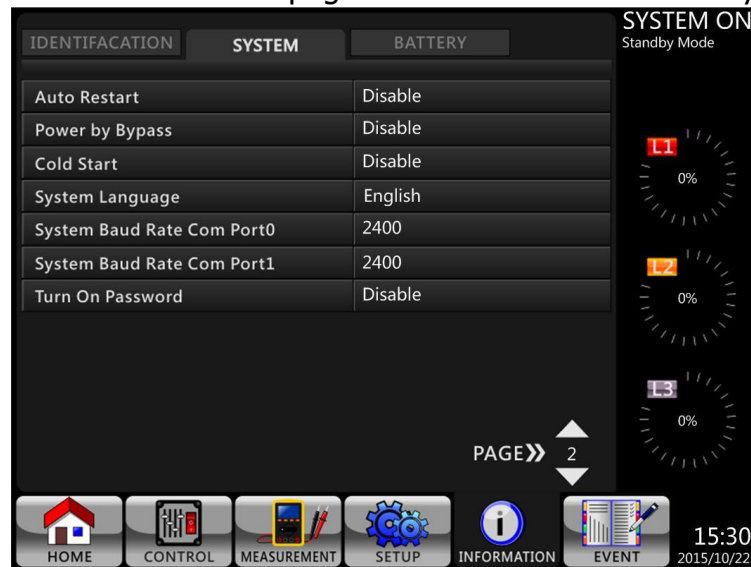 SYSTEM ON
IDENTIFACATION SYSTEM BATTERY
Standby Mode
Auto Restart Disable
Power by Bypass Disable
Cold Start Disable
System Language English
System Baud Rate Com Port0 2400
System Baud Rate Com Port1 2400
Turn On Password Disable
L1
0%
L2
0%
L3
0%
PAGE» 2
HOME CONTROL MEASUREMENT SETUP INFORMATION EVENT
15:30
2015/10/22